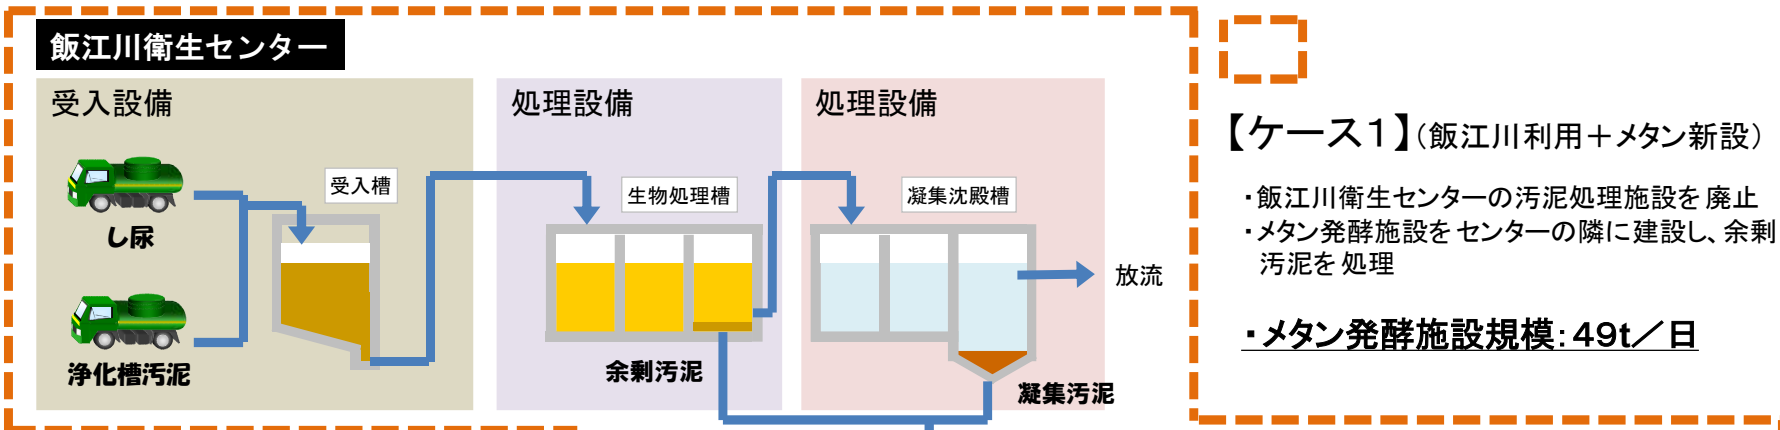 飯江川衛生センター
受入設備
処理設備
処理設備
受入槽
生物処理槽
凝集沈殿槽
し尿
浄化槽汚泥
余剰汚泥
凝集汚泥
放流
【ケース1】(飯江川利用+メタン新設)
・飯江川衛生センターの汚泥処理施設を廃止
・メタン発酵施設をセンターの隣に建設し、余剰
汚泥を処理
・メタン発酵施設規模:49t/日